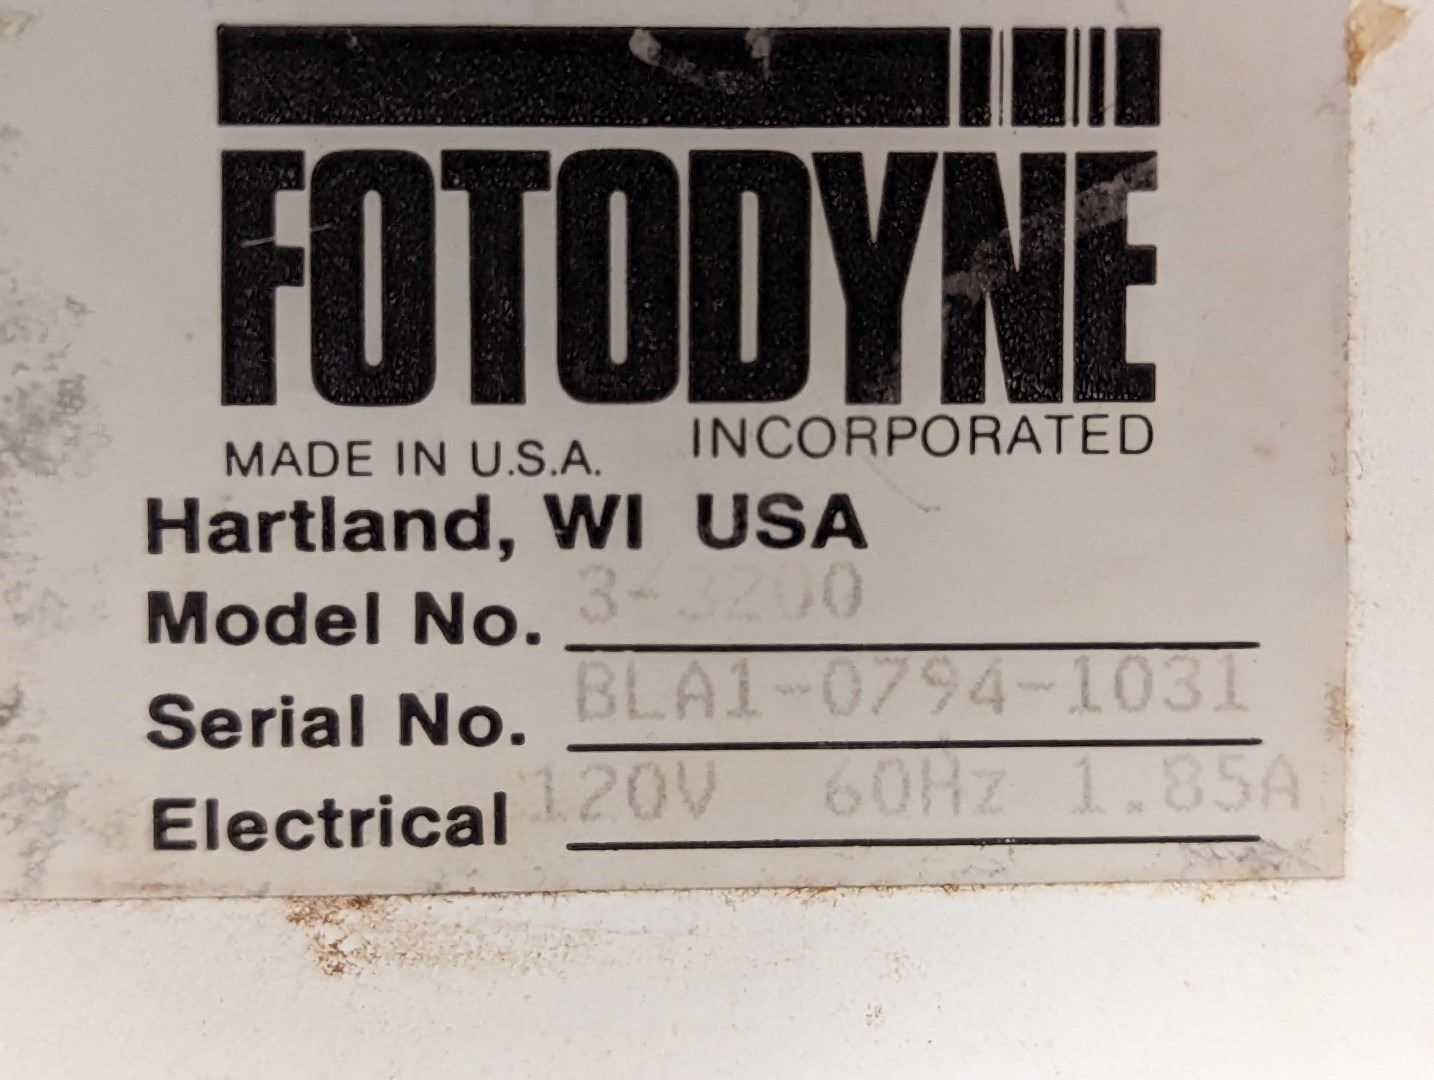 FOTODYNE
INCORPORATED
MADE IN U.S.A.
Hartland, WI USA
Model No. 3-3200
Serial No. BLA1-0794-1031
Electrical 120V 60Hz 1.85A